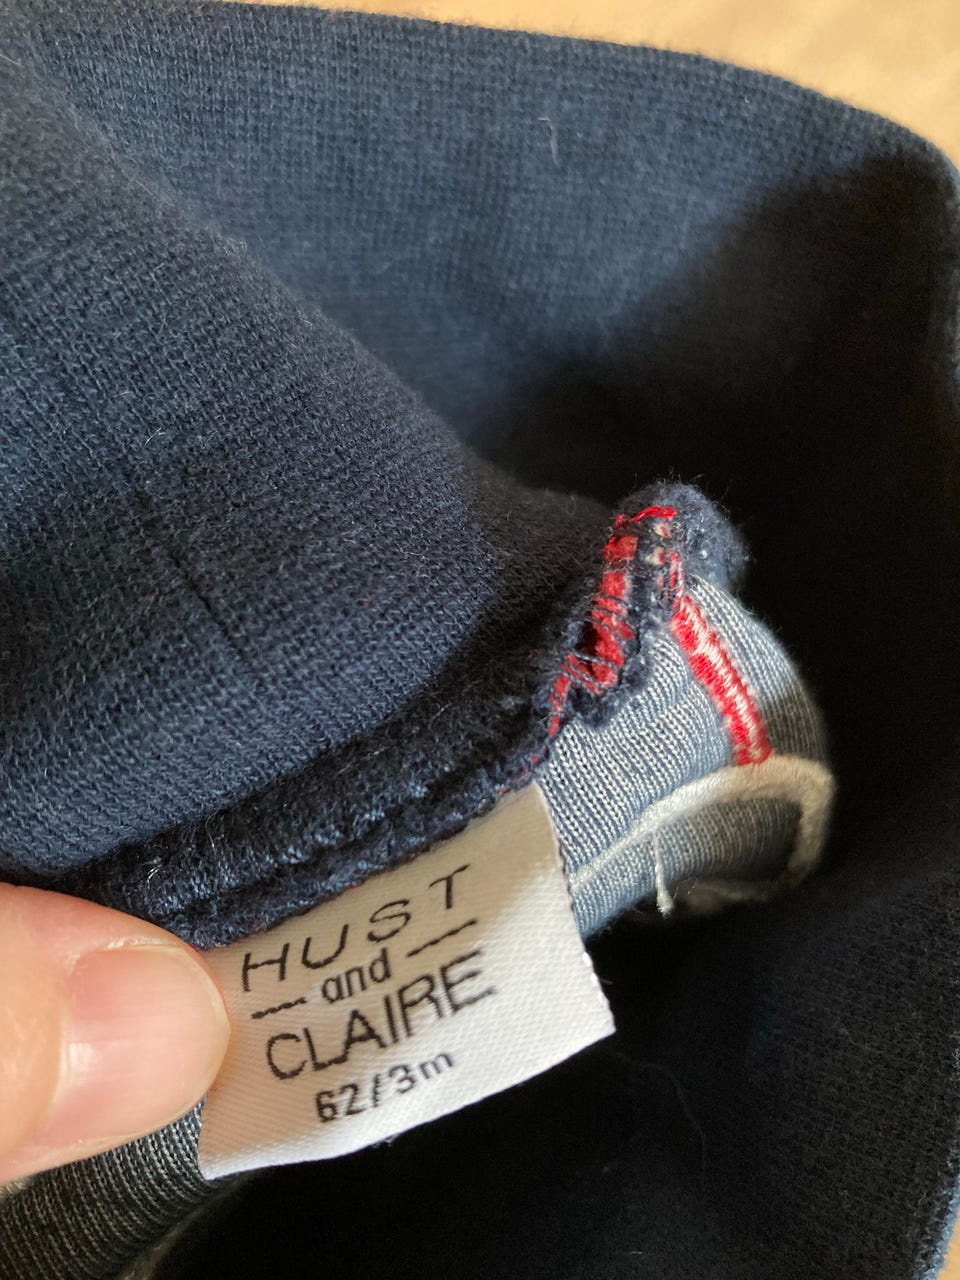 HUST
and
CLAIRE
62/3m